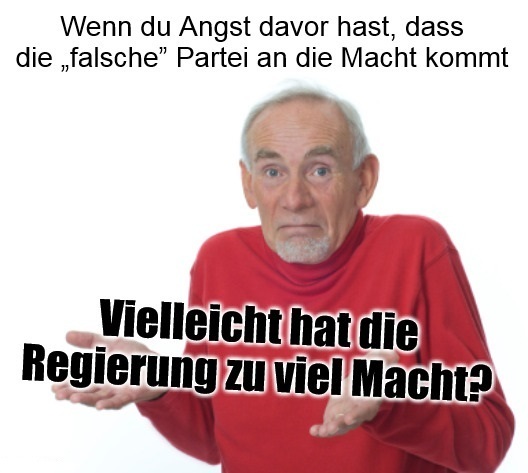 Wenn du Angst davor hast, dass
die „falsche” Partei an die Macht kommt
Vielleicht hat die
Regierung zu viel Macht?